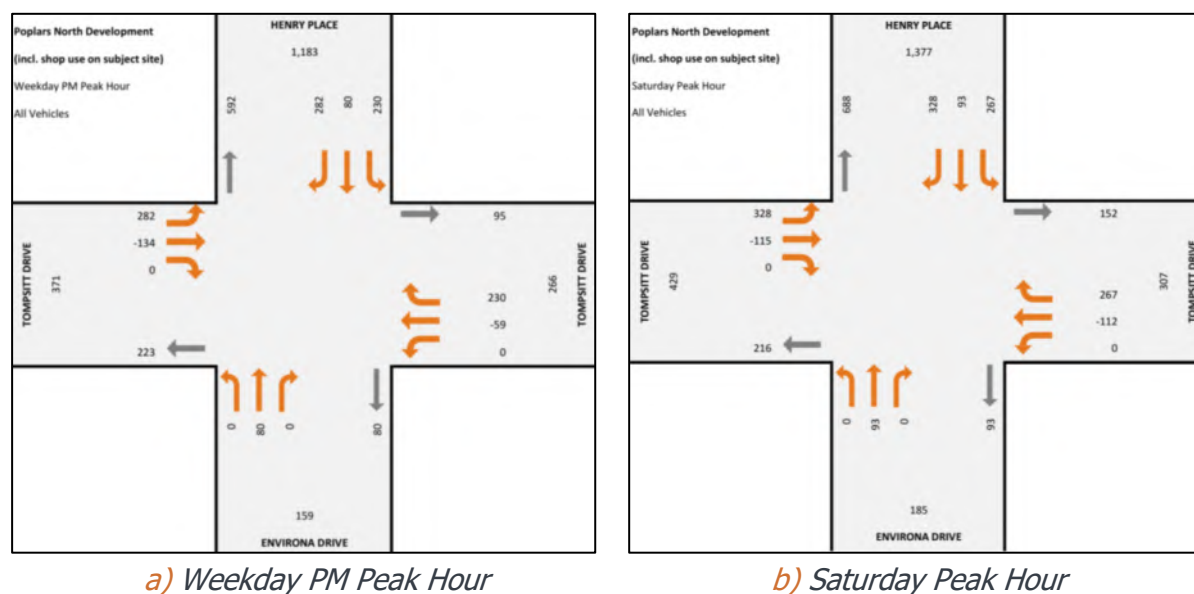 Poplars North Development
(incl. shop use on subject site)
Weekday PM Peak Hour
All Vehicles
HENRY PLACE
1,183
592
282
80
230
282
-134
0
95
TOMPSITT DRIVE
371
230
-59
0
266
TOMPSITT DRIVE
223
0
80
0
80
159
ENVIRONA DRIVE
a) Weekday PM Peak Hour
Poplars North Development
(incl. shop use on subject site)
Saturday Peak Hour
All Vehicles
HENRY PLACE
1,377
688
328
93
267
328
-115
0
152
TOMPSITT DRIVE
429
267
-112
0
307
TOMPSITT DRIVE
216
0
93
0
93
185
ENVIRONA DRIVE
b) Saturday Peak Hour